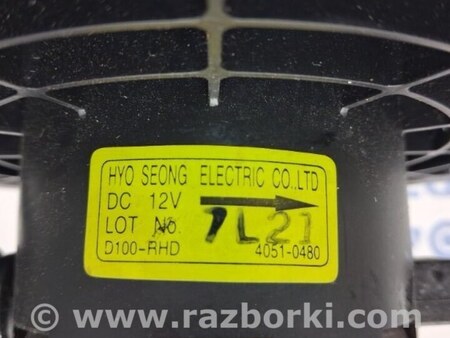 HYO SEONG ELECTRIC CO.,LTD
DC 12V
LOT No. 7L21
D100-RHD 4051-0480
www.razborki.com